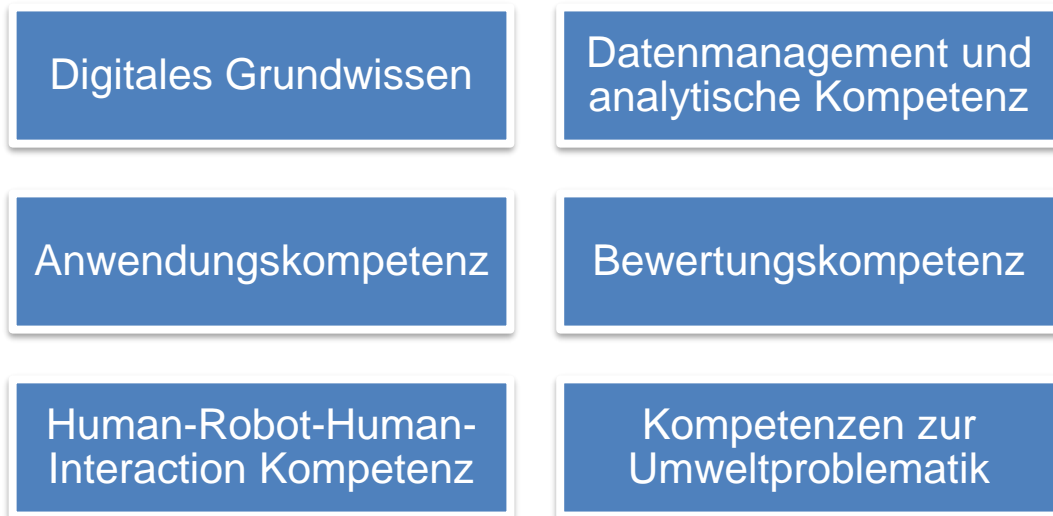 Digitales Grundwissen
Datenmanagement und
analytische Kompetenz
Anwendungskompetenz
Bewertungskompetenz
Human-Robot-Human-
Interaction Kompetenz
Kompetenzen zur
Umweltproblematik